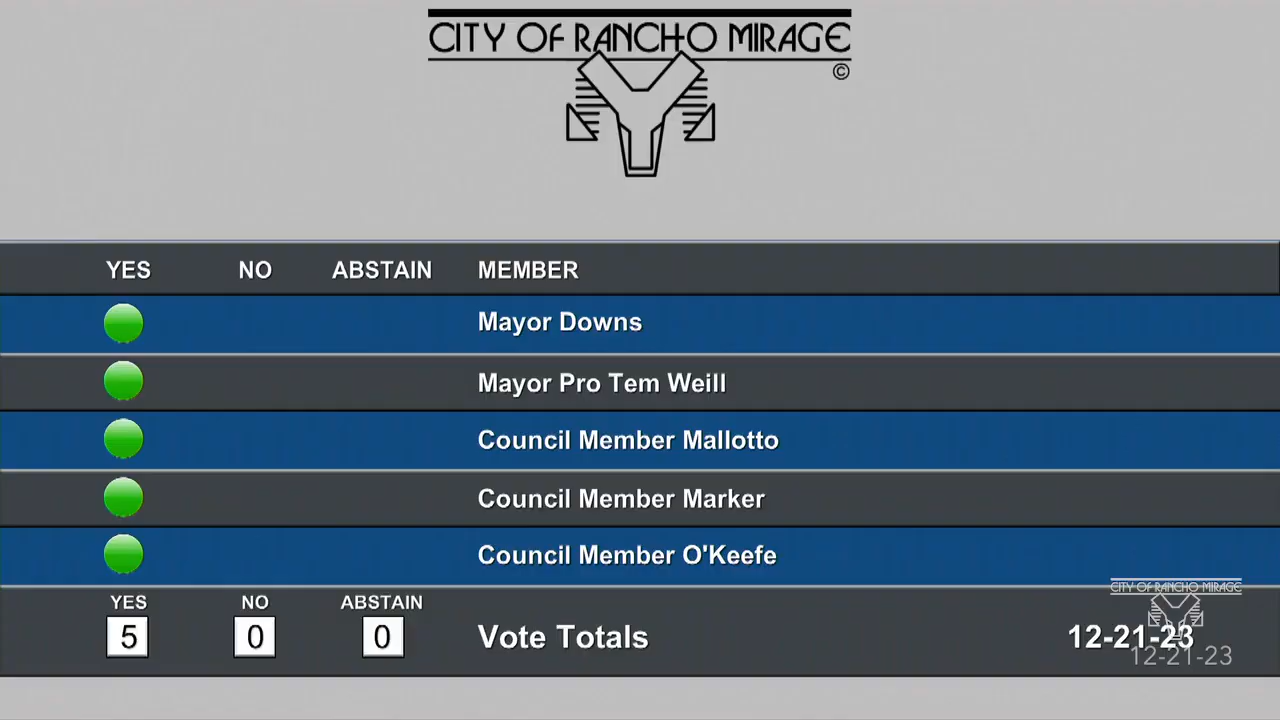 CITY OF RANCHO MIRAGE
©
YES NO ABSTAIN MEMBER
Mayor Downs
Mayor Pro Tem Weill
Council Member Mallotto
Council Member Marker
Council Member O'Keefe
YES NO ABSTAIN
5 0 0 Vote Totals 12-21-23
CITY OF RANCHO MIRAGE
12-21-23